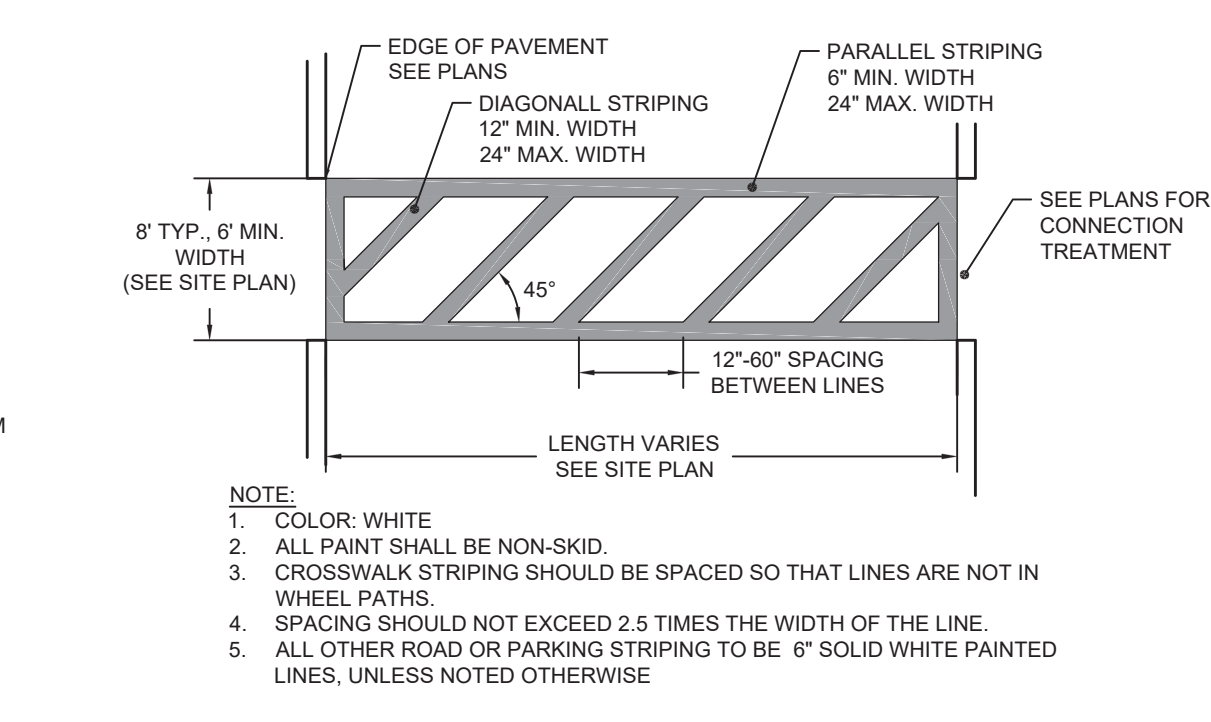 EDGE OF PAVEMENT
SEE PLANS
DIAGONALL STRIPING
12" MIN. WIDTH
24" MAX. WIDTH
PARALLEL STRIPING
6" MIN. WIDTH
24" MAX. WIDTH
SEE PLANS FOR
CONNECTION
TREATMENT
8' TYP., 6' MIN.
WIDTH
(SEE SITE PLAN)
45°
12"-60" SPACING
BETWEEN LINES
M
LENGTH VARIES
SEE SITE PLAN
NOTE:
1. COLOR: WHITE
2. ALL PAINT SHALL BE NON-SKID.
3. CROSSWALK STRIPING SHOULD BE SPACED SO THAT LINES ARE NOT IN
WHEEL PATHS.
4. SPACING SHOULD NOT EXCEED 2.5 TIMES THE WIDTH OF THE LINE.
5. ALL OTHER ROAD OR PARKING STRIPING TO BE 6" SOLID WHITE PAINTED
LINES, UNLESS NOTED OTHERWISE